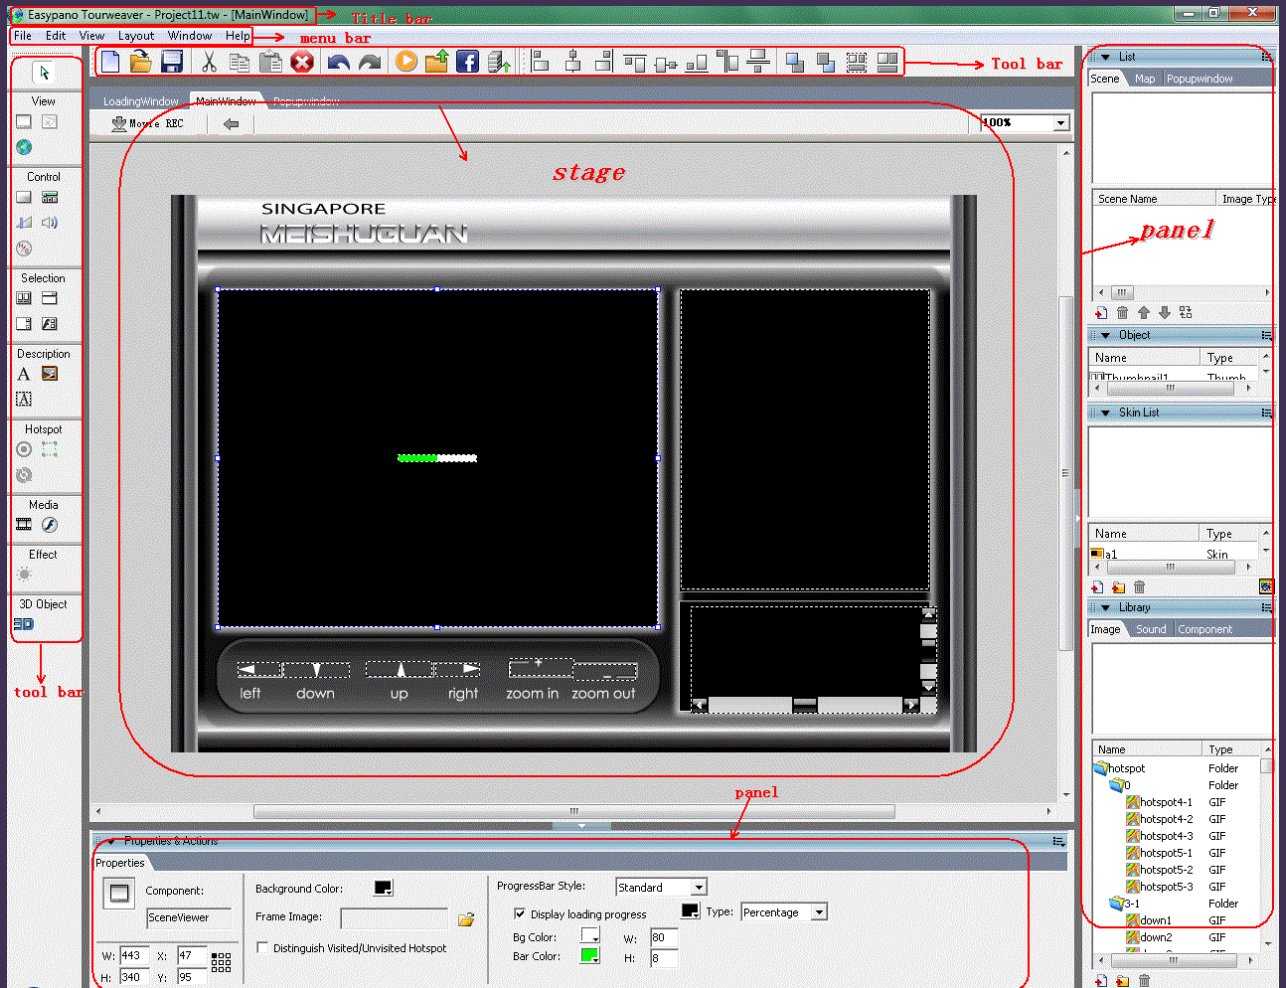 Easypano Tourweaver - Project11.tw - [MainWindow]
Title bar
File Edit View Layout Window Help
menu bar
Tool bar
LoadingWindow MainWindow Popupwindow
Movie REC
100%
stage
View
Control
Selection
Description
A
A
Hotspot
Media
Effect
3D Object
3D
tool bar
SINGAPORE
MEISHUGUAN
left down up right zoom in zoom out
List
Scene Map Popupwindow
Scene Name Image Type
panel
Object
Name Type
Thumbnail1 Thumb
Skin List
Name Type
a1 Skin
Library
Image Sound Component
Name Type
hotspot Folder
0 Folder
hotspot4-1 GIF
hotspot4-2 GIF
hotspot4-3 GIF
hotspot5-1 GIF
hotspot5-2 GIF
hotspot5-3 GIF
3-1 Folder
down1 GIF
down2 GIF
panel
Properties & Actions
Properties
Component:
SceneViewer
W: 443 X: 47
H: 340 Y: 95
Background Color:
Frame Image:
Distinguish Visited/Unvisited Hotspot
ProgressBar Style: Standard
Display loading progress Type: Percentage
Bg Color: W: 80
Bar Color: H: 8